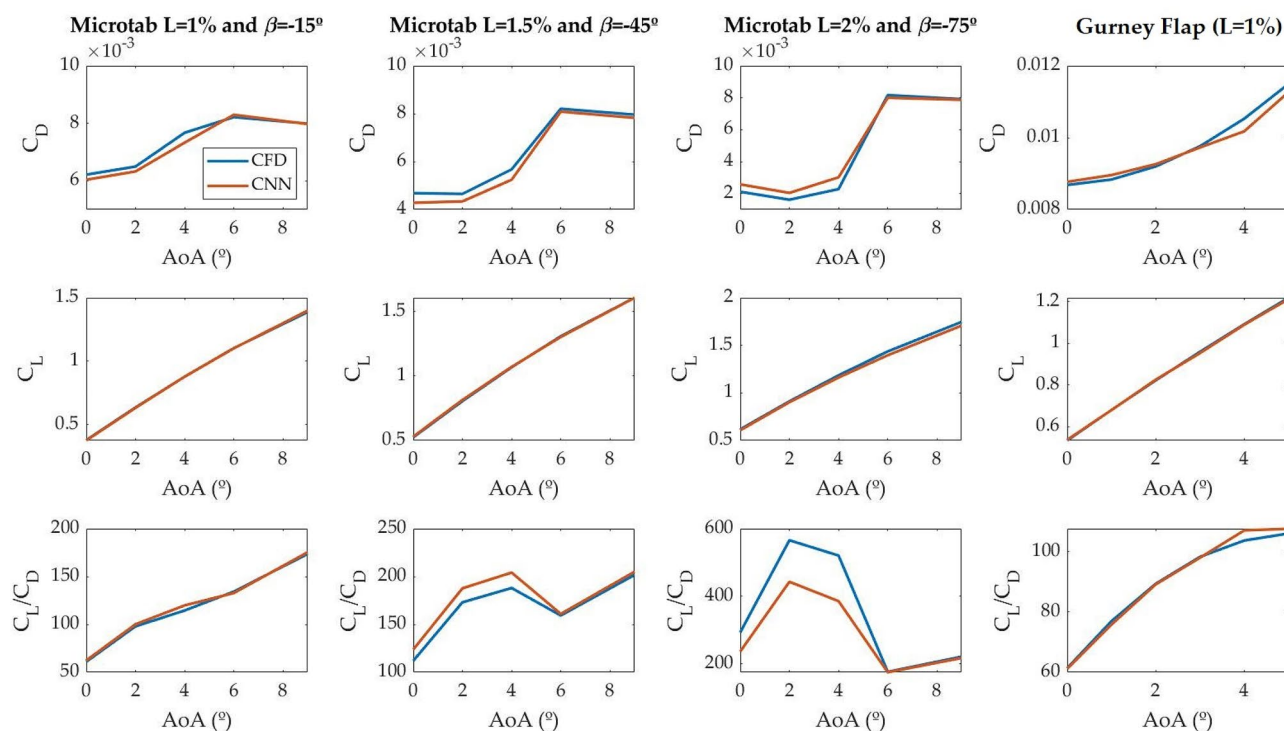 Microtab L=1% and β=-15º
×10⁻³
10
8
6
C_D
CFD
CNN
0 2 4 6 8
AoA (º)
Microtab L=1.5% and β=-45º
×10⁻³
10
8
6
4
C_D
0 2 4 6 8
AoA (º)
Microtab L=2% and β=-75º
×10⁻³
10
8
6
4
2
C_D
0 2 4 6 8
AoA (º)
Gurney Flap (L=1%)
0.012
0.01
0.008
C_D
0 2 4
AoA (º)
1.5
1
0.5
C_L
0 2 4 6 8
AoA (º)
1.5
1
0.5
C_L
0 2 4 6 8
AoA (º)
2
1.5
1
0.5
C_L
0 2 4 6 8
AoA (º)
1.2
1
0.8
0.6
C_L
0 2 4
AoA (º)
200
150
100
50
C_L/C_D
0 2 4 6 8
AoA (º)
250
200
150
100
C_L/C_D
0 2 4 6 8
AoA (º)
600
400
200
C_L/C_D
0 2 4 6 8
AoA (º)
100
80
60
C_L/C_D
0 2 4
AoA (º)